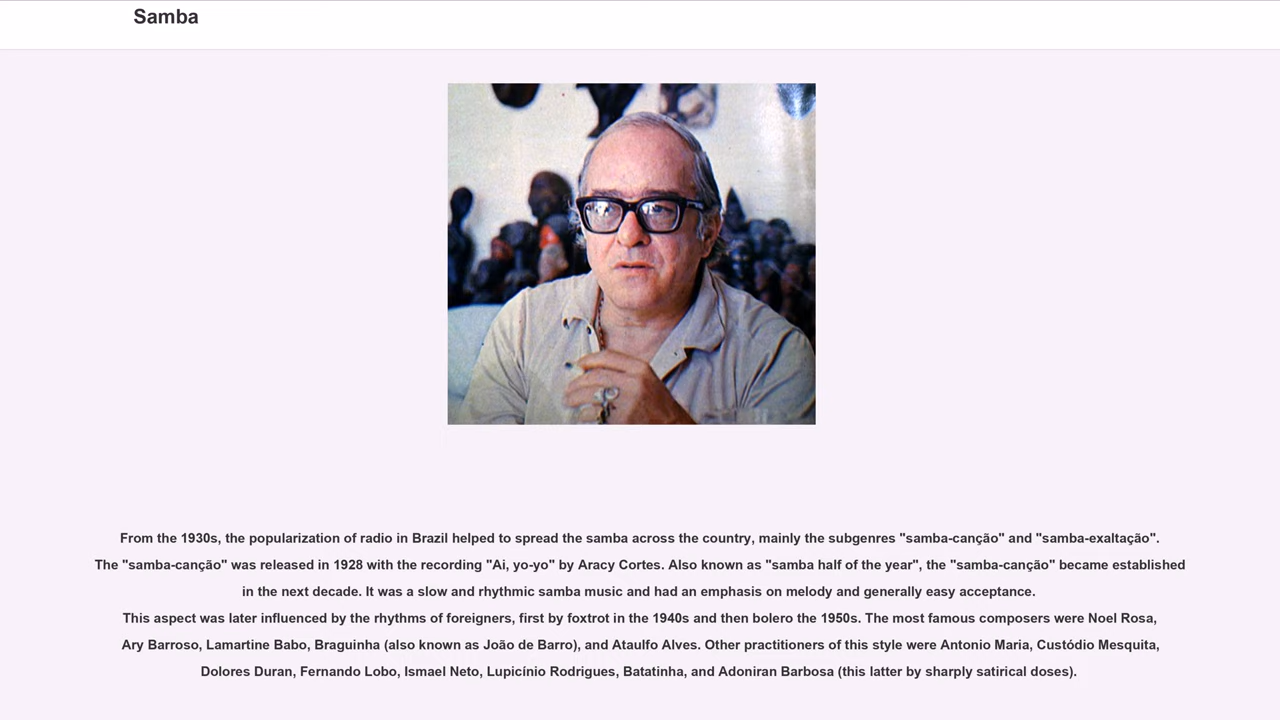 Samba
From the 1930s, the popularization of radio in Brazil helped to spread the samba across the country, mainly the subgenres "samba-canção" and "samba-exaltação".
The "samba-canção" was released in 1928 with the recording "Ai, yo-yo" by Aracy Cortes. Also known as "samba half of the year", the "samba-canção" became established
in the next decade. It was a slow and rhythmic samba music and had an emphasis on melody and generally easy acceptance.
This aspect was later influenced by the rhythms of foreigners, first by foxtrot in the 1940s and then bolero the 1950s. The most famous composers were Noel Rosa,
Ary Barroso, Lamartine Babo, Braguinha (also known as João de Barro), and Ataulfo Alves. Other practitioners of this style were Antonio Maria, Custódio Mesquita,
Dolores Duran, Fernando Lobo, Ismael Neto, Lupicínio Rodrigues, Batatinha, and Adoniran Barbosa (this latter by sharply satirical doses).